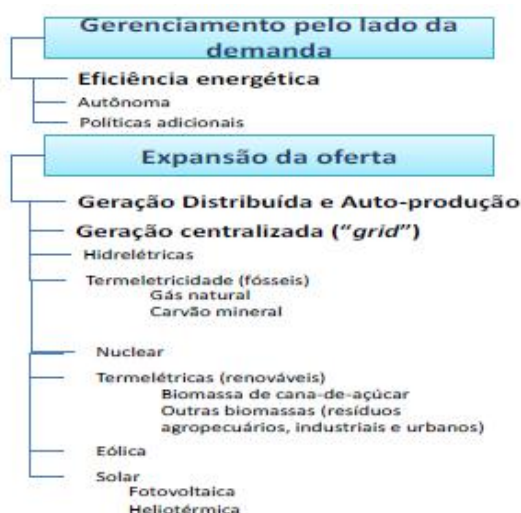 Gerenciamento pelo lado da
demanda
Eficiência energética
Autônoma
Políticas adicionais
Expansão da oferta
Geração Distribuída e Auto-produção
Geração centralizada (“grid”)
Hidrelétricas
Termeletricidade (fósseis)
Gás natural
Carvão mineral
Nuclear
Termelétricas (renováveis)
Biomassa de cana-de-açúcar
Outras biomassas (resíduos
agropecuários, industriais e urbanos)
Eólica
Solar
Fotovoltaica
Heliotérmica